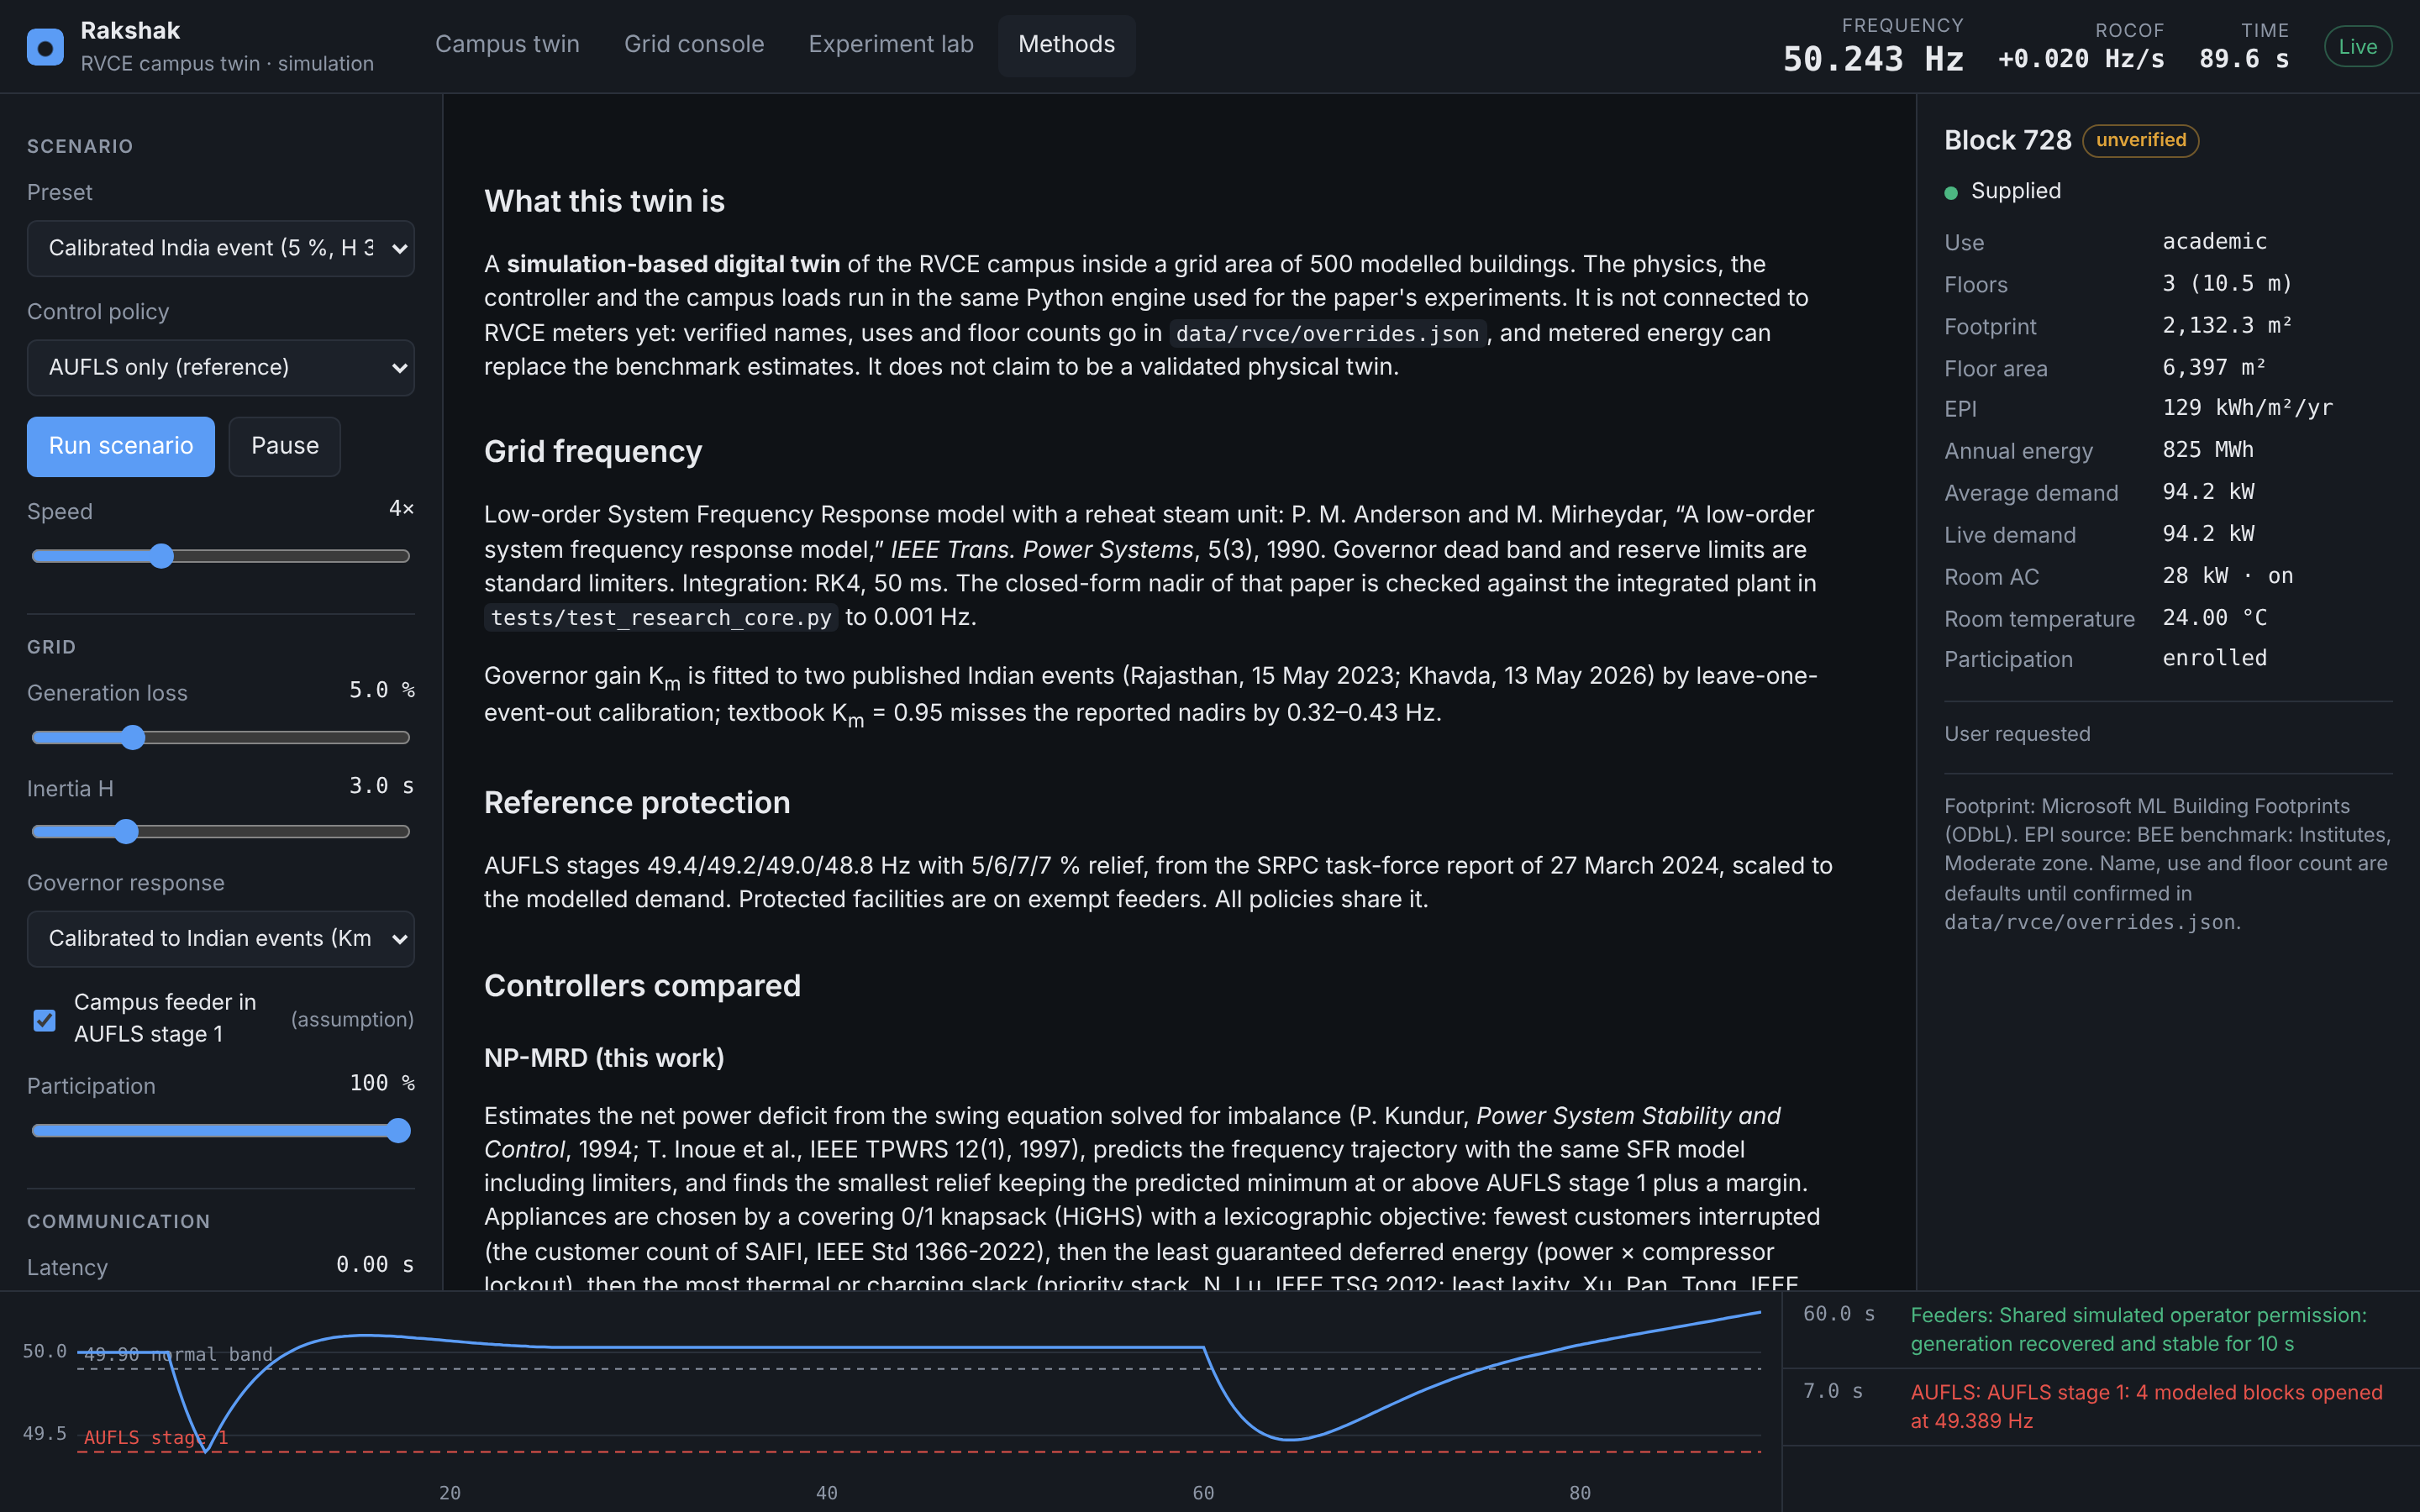 Rakshak
RVCE campus twin · simulation
Campus twin
Grid console
Experiment lab
Methods
FREQUENCY
50.243 Hz
ROCOF
+0.020 Hz/s
TIME
89.6 s
Live
SCENARIO
Preset
Calibrated India event (5 %, H 3
Control policy
AUFLS only (reference)
Run scenario
Pause
Speed 4×
GRID
Generation loss 5.0 %
Inertia H 3.0 s
Governor response
Calibrated to Indian events (Km
Campus feeder in
AUFLS stage 1
(assumption)
Participation 100 %
COMMUNICATION
Latency 0.00 s
What this twin is
A simulation-based digital twin of the RVCE campus inside a grid area of 500 modelled buildings. The physics, the
controller and the campus loads run in the same Python engine used for the paper's experiments. It is not connected to
RVCE meters yet: verified names, uses and floor counts go in data/rvce/overrides.json, and metered energy can
replace the benchmark estimates. It does not claim to be a validated physical twin.
Grid frequency
Low-order System Frequency Response model with a reheat steam unit: P. M. Anderson and M. Mirheydar, “A low-order
system frequency response model,” IEEE Trans. Power Systems, 5(3), 1990. Governor dead band and reserve limits are
standard limiters. Integration: RK4, 50 ms. The closed-form nadir of that paper is checked against the integrated plant in
tests/test_research_core.py to 0.001 Hz.
Governor gain Km is fitted to two published Indian events (Rajasthan, 15 May 2023; Khavda, 13 May 2026) by leave-one-
event-out calibration; textbook Km = 0.95 misses the reported nadirs by 0.32–0.43 Hz.
Reference protection
AUFLS stages 49.4/49.2/49.0/48.8 Hz with 5/6/7/7 % relief, from the SRPC task-force report of 27 March 2024, scaled to
the modelled demand. Protected facilities are on exempt feeders. All policies share it.
Controllers compared
NP-MRD (this work)
Estimates the net power deficit from the swing equation solved for imbalance (P. Kundur, Power System Stability and
Control, 1994; T. Inoue et al., IEEE TPWRS 12(1), 1997), predicts the frequency trajectory with the same SFR model
including limiters, and finds the smallest relief keeping the predicted minimum at or above AUFLS stage 1 plus a margin.
Appliances are chosen by a covering 0/1 knapsack (HiGHS) with a lexicographic objective: fewest customers interrupted
(the customer count of SAIFI, IEEE Std 1366-2022), then the least guaranteed deferred energy (power × compressor
lockout), then the most thermal or charging slack (priority stack, N. Lu, IEEE TSG 2012; least laxity, Xu, Pan, Tong, IEEE
Block 728
unverified
Supplied
Use academic
Floors 3 (10.5 m)
Footprint 2,132.3 m²
Floor area 6,397 m²
EPI 129 kWh/m²/yr
Annual energy 825 MWh
Average demand 94.2 kW
Live demand 94.2 kW
Room AC 28 kW · on
Room temperature 24.00 °C
Participation enrolled
User requested
Footprint: Microsoft ML Building Footprints
(ODbL). EPI source: BEE benchmark: Institutes,
Moderate zone. Name, use and floor count are
defaults until confirmed in
data/rvce/overrides.json.
50.0
49.90 normal band
49.5
AUFLS stage 1
20
40
60
80
60.0 s
Feeders: Shared simulated operator permission:
generation recovered and stable for 10 s
7.0 s
AUFLS: AUFLS stage 1: 4 modeled blocks opened
at 49.389 Hz